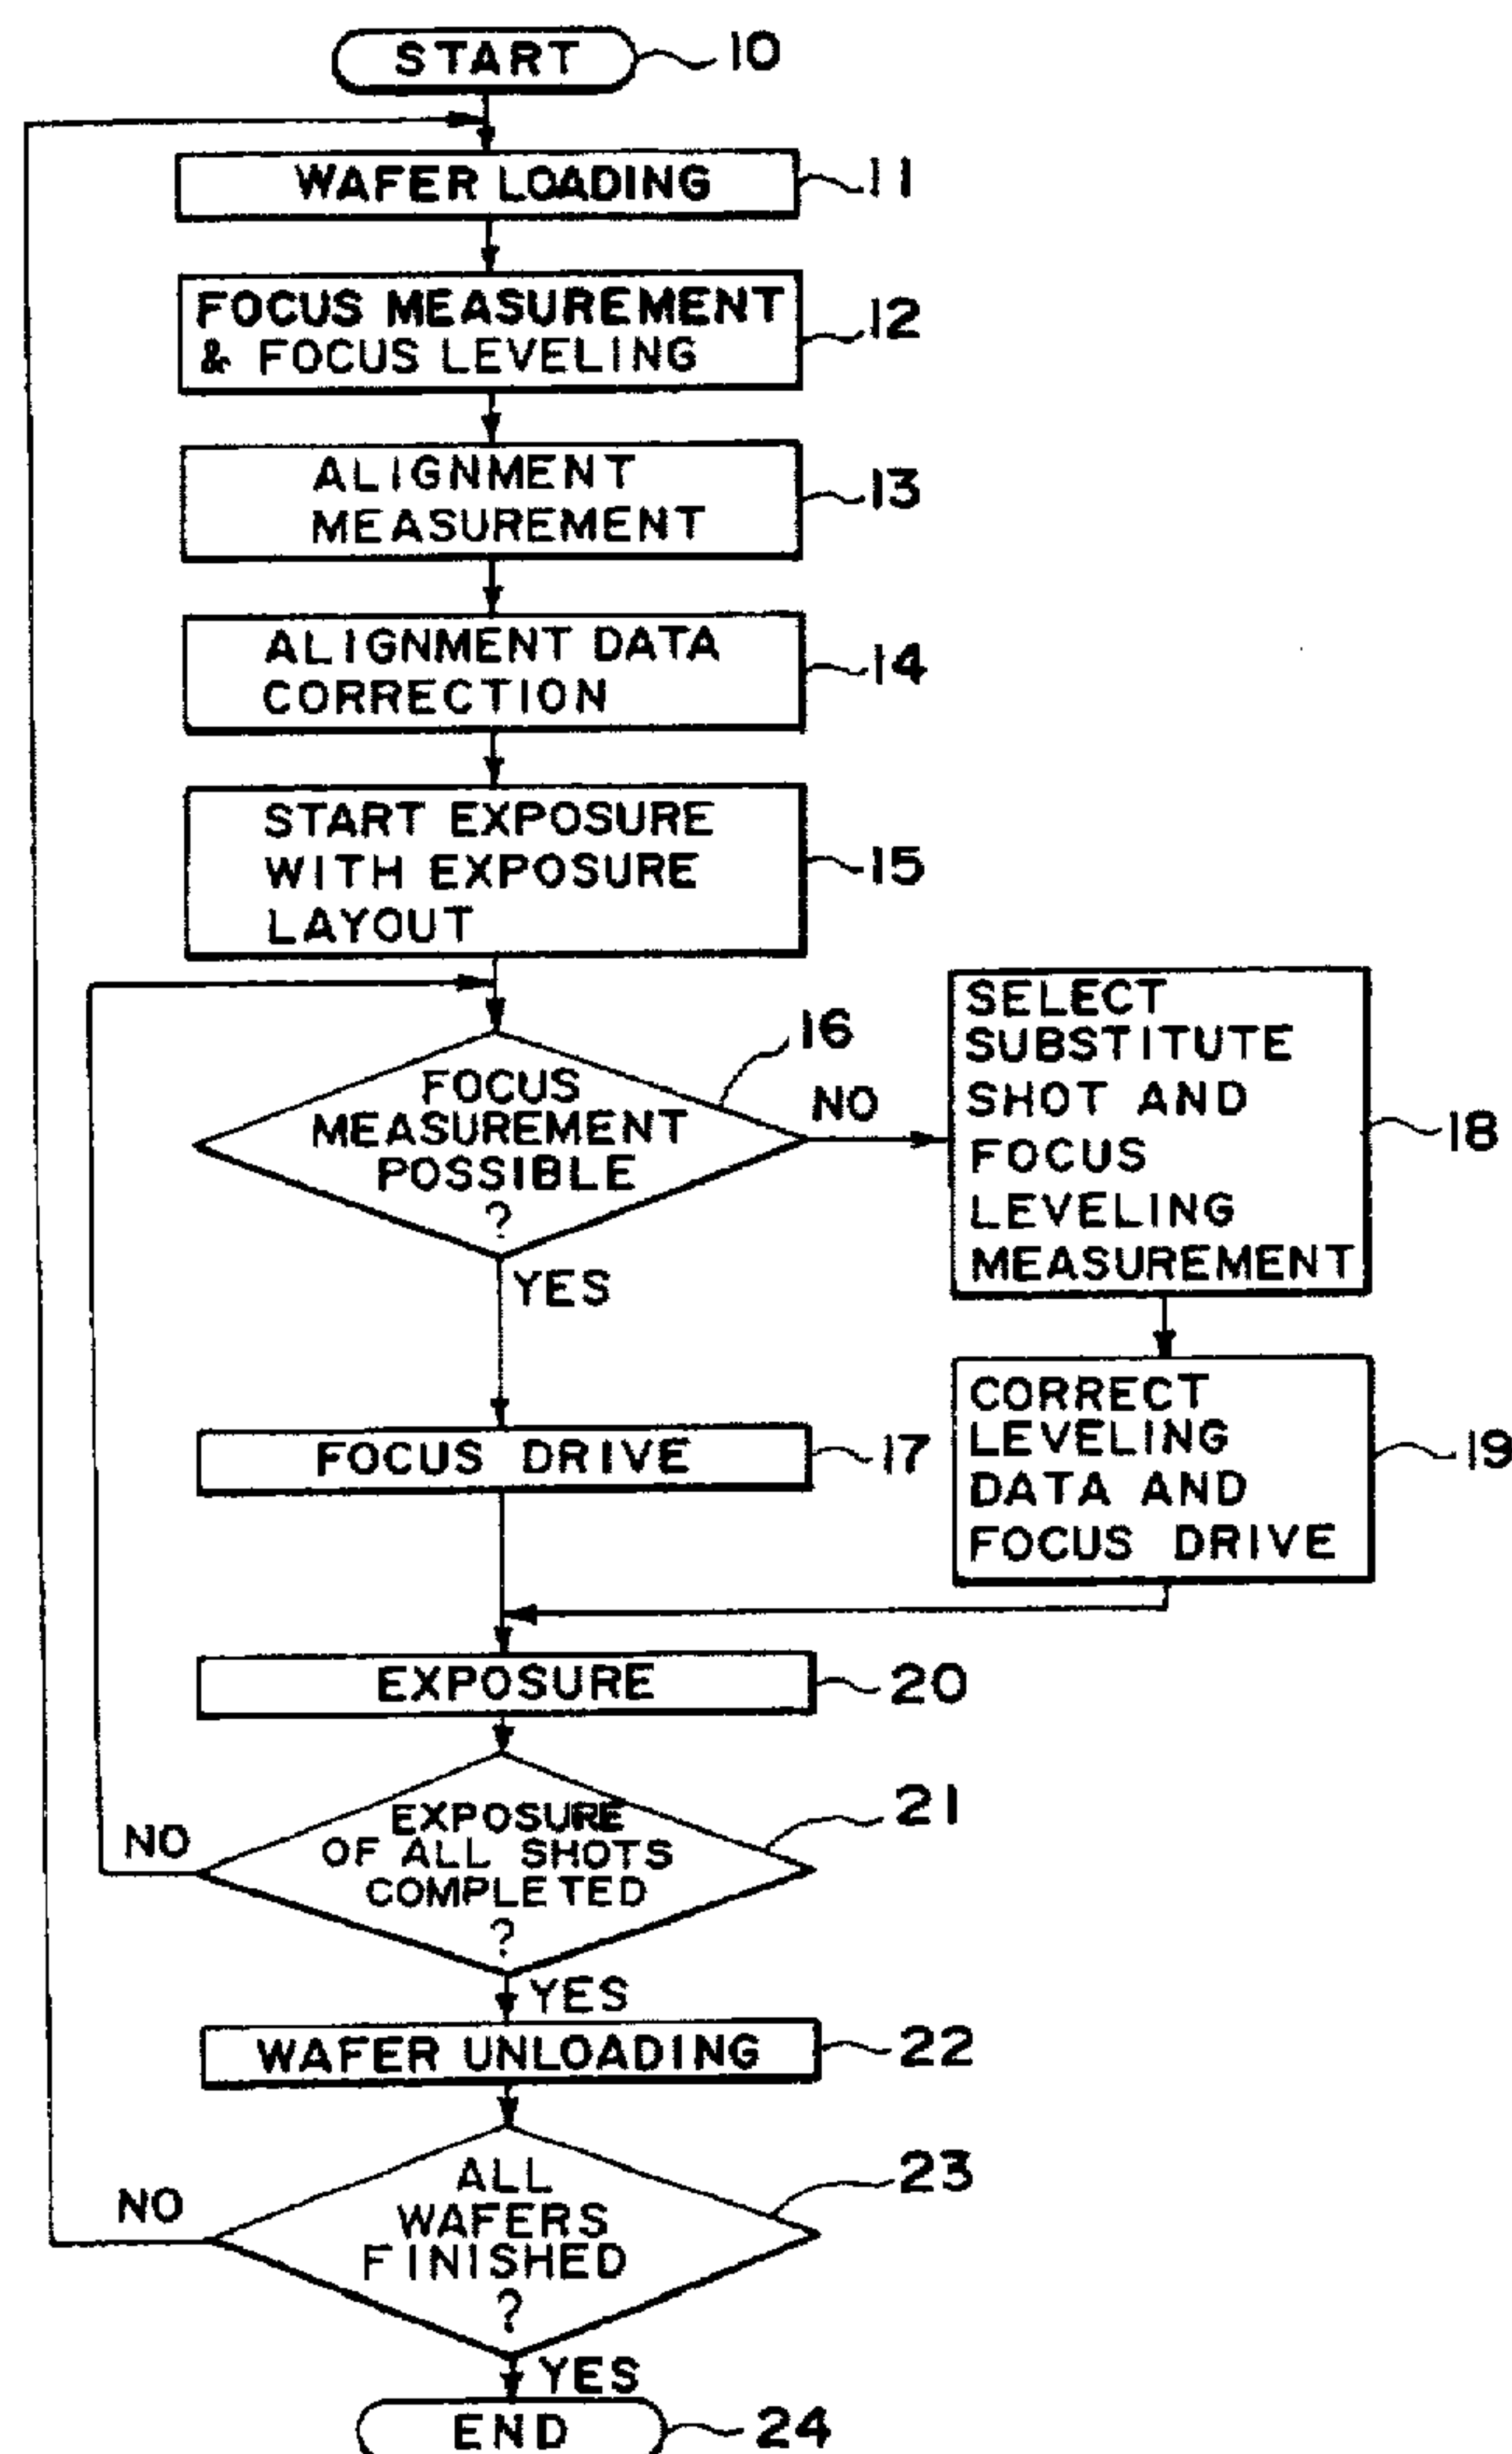 START
10
WAFER LOADING
11
FOCUS MEASUREMENT
& FOCUS LEVELING
12
ALIGNMENT
MEASUREMENT
13
ALIGNMENT DATA
CORRECTION
14
START EXPOSURE
WITH EXPOSURE
LAYOUT
15
FOCUS
MEASUREMENT
POSSIBLE
?
16
NO
YES
SELECT
SUBSTITUTE
SHOT AND
FOCUS
LEVELING
MEASUREMENT
18
FOCUS DRIVE
17
CORRECT
LEVELING
DATA AND
FOCUS DRIVE
19
EXPOSURE
20
EXPOSURE
OF ALL SHOTS
COMPLETED
?
21
NO
YES
WAFER UNLOADING
22
ALL
WAFERS
FINISHED
?
23
NO
YES
END
24